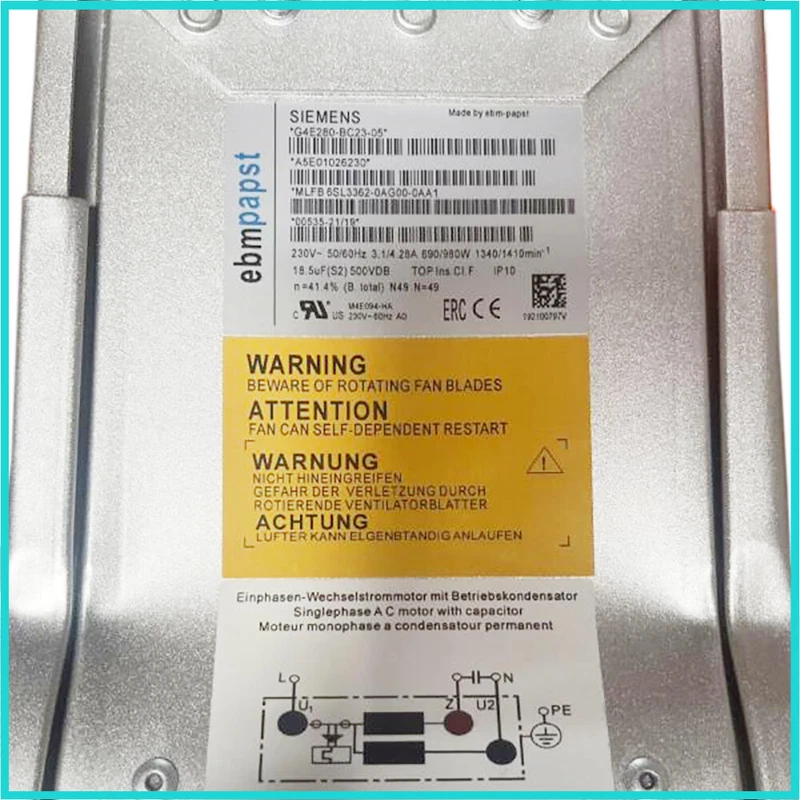 ebmpapst
SIEMENS
Made by ebm-papst
"G4E280-BC23-05"
"A5E01026230"
"MLFB 6SL3362-0AG00-0AA1
"00535-21/19"
230V~ 50/60Hz 3.1/4.28A 690/980W 1340/1410min-1
18.5uF(S2) 500VDB TOP Ins.CI.F IP10
n=41.4% (B. total) N49 N=49
C RU US M4E094-HA
230V~60Hz AO
ERC CE
192100797V
WARNING
BEWARE OF ROTATING FAN BLADES
ATTENTION
FAN CAN SELF-DEPENDENT RESTART
WARNUNG
NICHT HINEINGREIFEN
GEFAHR DER VERLETZUNG DURCH
ROTIERENDE VENTILATORBLATTER
ACHTUNG
LUFTER KANN ELGENBTANDIG ANLAUFEN
Einphasen-Wechselstrommotor mit Betriebskondensator
Singlephase A C motor with capacitor
Moteur monophase a condensatour permanent
L N
U1 Z U2 PE